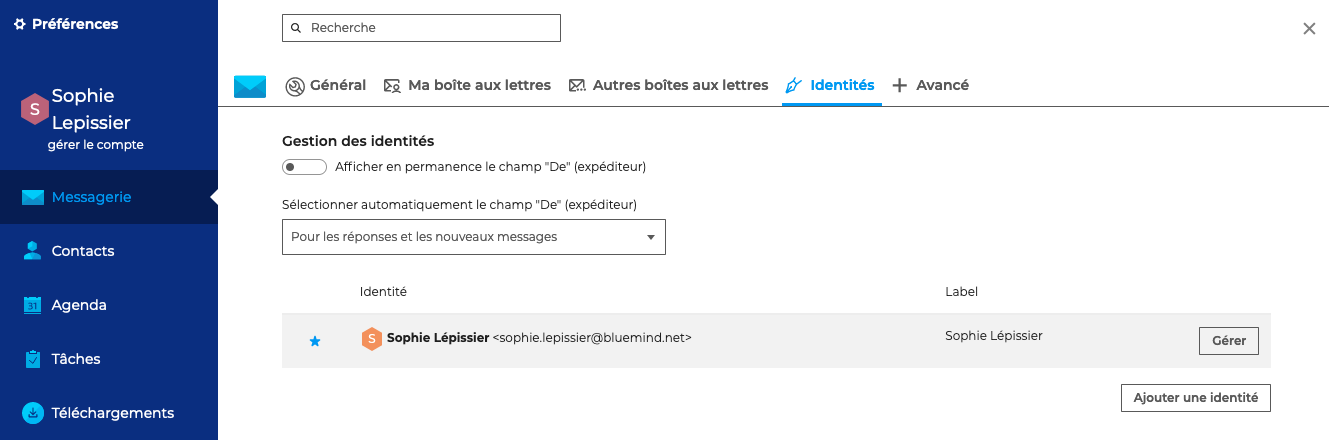 Préférences
Sophie
Lepissier
S
gérer le compte
Messagerie
Contacts
31
Agenda
Tâches
Téléchargements
Recherche
Général
Ma boîte aux lettres
Autres boîtes aux lettres
Identités
Avancé
Gestion des identités
Afficher en permanence le champ "De" (expéditeur)
Sélectionner automatiquement le champ "De" (expéditeur)
Pour les réponses et les nouveaux messages
Identité Label
S Sophie Lépissier <sophie.lepissier@bluemind.net> Sophie Lépissier Gérer
Ajouter une identité